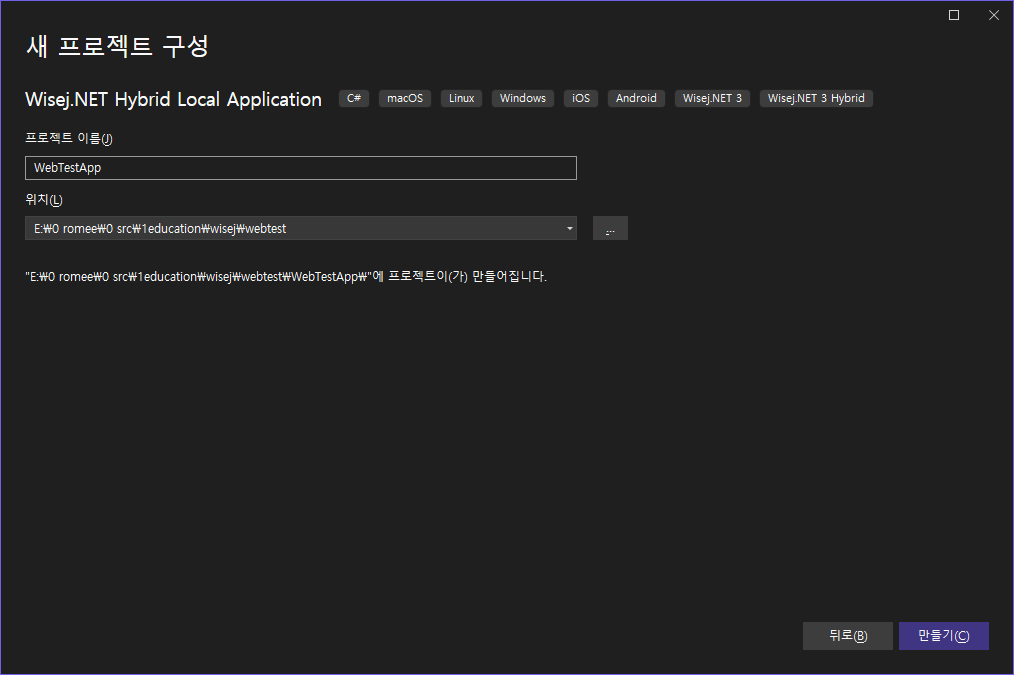 새 프로젝트 구성
Wisej.NET Hybrid Local Application C# macOS Linux Windows iOS Android Wisej.NET 3 Wisej.NET 3 Hybrid
프로젝트 이름(J)
WebTestApp
위치(L)
E:₩0 romee₩0 src₩1education₩wisej₩webtest
...
"E:₩0 romee₩0 src₩1education₩wisej₩webtest₩WebTestApp₩"에 프로젝트이(가) 만들어집니다.
뒤로(B) 만들기(C)